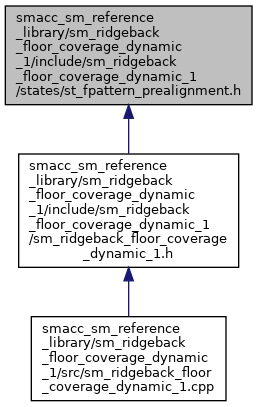 smacc_sm_reference
_library/sm_ridgeback
_floor_coverage_dynamic
_1/include/sm_ridgeback
_floor_coverage_dynamic_1
/states/st_fpattern_prealignment.h
smacc_sm_reference
_library/sm_ridgeback
_floor_coverage_dynamic
_1/include/sm_ridgeback
_floor_coverage_dynamic_1
/sm_ridgeback_floor_coverage
_dynamic_1.h
smacc_sm_reference
_library/sm_ridgeback
_floor_coverage_dynamic
_1/src/sm_ridgeback_floor
_coverage_dynamic_1.cpp